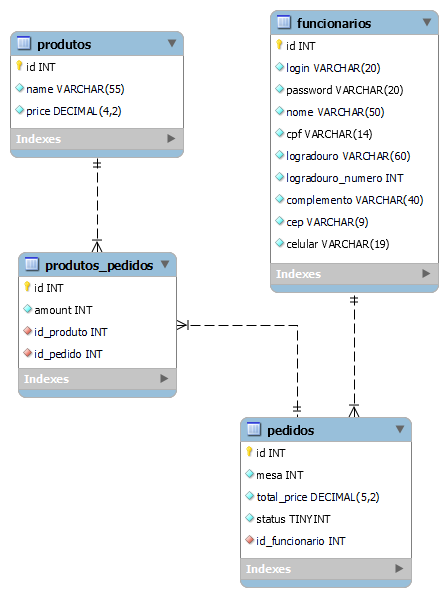 produtos
id INT
name VARCHAR(55)
price DECIMAL(4,2)
Indexes
funcionarios
id INT
login VARCHAR(20)
password VARCHAR(20)
nome VARCHAR(50)
cpf VARCHAR(14)
logradouro VARCHAR(60)
logradouro_numero INT
complemento VARCHAR(40)
cep VARCHAR(9)
celular VARCHAR(19)
Indexes
produtos_pedidos
id INT
amount INT
id_produto INT
id_pedido INT
Indexes
pedidos
id INT
mesa INT
total_price DECIMAL(5,2)
status TINYINT
id_funcionario INT
Indexes